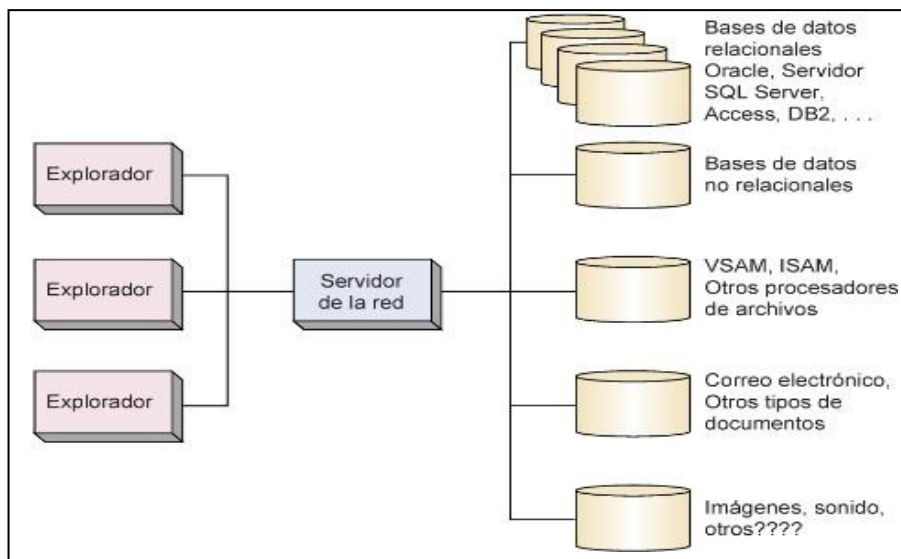 Explorador
Explorador
Explorador
Servidor
de la red
Bases de datos
relacionales
Oracle, Servidor
SQL Server,
Access, DB2, . . .
Bases de datos
no relacionales
VSAM, ISAM,
Otros procesadores
de archivos
Correo electrónico,
Otros tipos de
documentos
Imágenes, sonido,
otros????